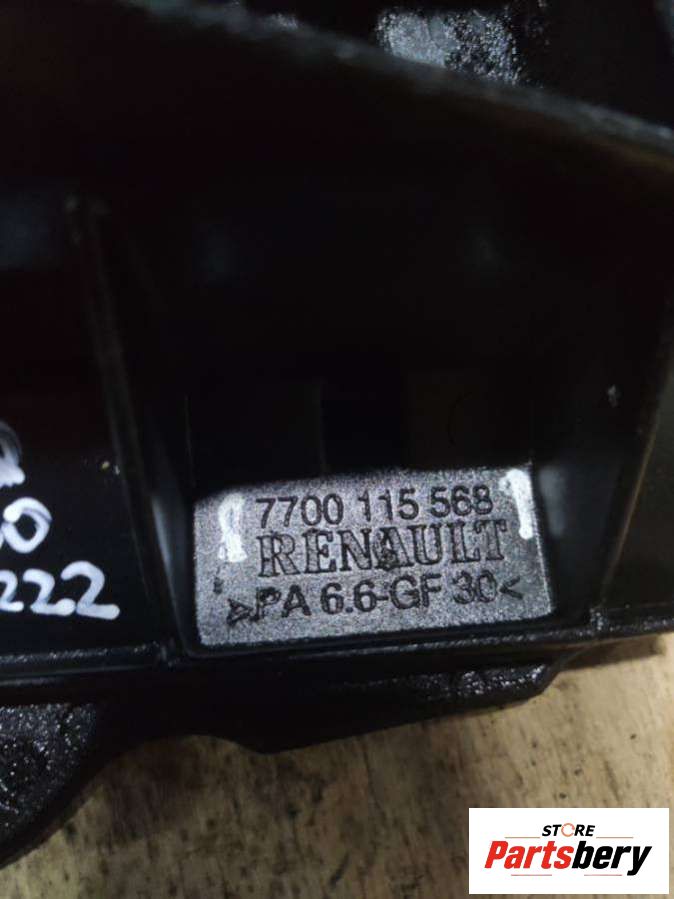 7700 115 568
RENAULT
>PA 6.6-GF 30<
222
STORE
Partsbery